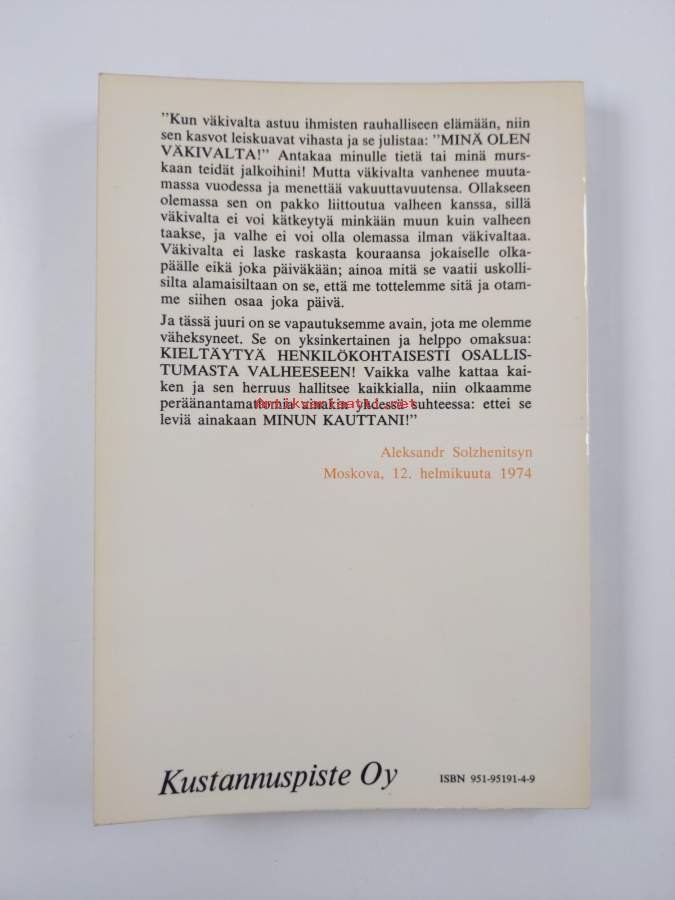 "Kun väkivalta astuu ihmisten rauhalliseen elämään, niin
sen kasvot leiskuavat vihasta ja se julistaa: "MINÄ OLEN
VÄKIVALTA!" Antakaa minulle tietä tai minä murs-
kaan teidät jalkoihini! Mutta väkivalta vanhenee muuta-
massa vuodessa ja menettää vakuuttavuutensa. Ollakseen
olemassa sen on pakko liittoutua valheen kanssa, sillä
väkivalta ei voi kätkeytyä minkään muun kuin valheen
taakse, ja valhe ei voi olla olemassa ilman väkivaltaa.
Väkivalta ei laske raskasta kouraansa jokaiselle olka-
päälle eikä joka päiväkään; ainoa mitä se vaatii uskolli-
silta alamaisiltaan on se, että me tottelemme sitä ja otam-
me siihen osaa joka päivä.
Ja tässä juuri on se vapautuksemme avain, jota me olemme
väheksyneet. Se on yksinkertainen ja helppo omaksua:
KIELTÄYTYÄ HENKILÖKOHTAISESTI OSALLIS-
TUMASTA VALHEESEEN! Vaikka valhe kattaa kai-
ken ja sen herruus hallitsee kaikkialla, niin olkaamme
peräänantamattomia ainakin yhdessä suhteessa: ettei se
Antikvariaatti.net
leviä ainakaan MINUN KAUTTANI!"
Aleksandr Solzhenitsyn
Moskova, 12. helmikuuta 1974
Kustannuspiste Oy
ISBN 951-95191-4-9